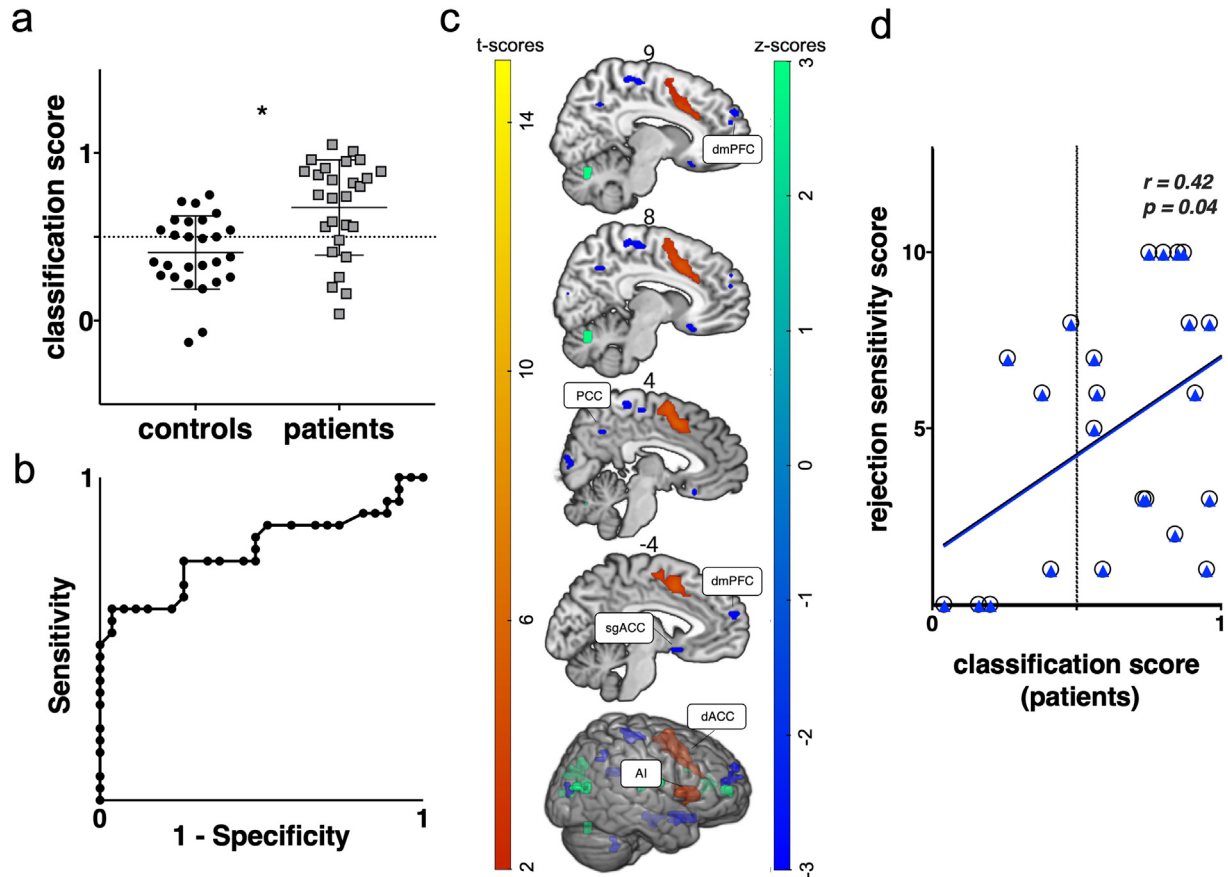 a
classification score
1
0
*
controls
patients
b
Sensitivity
1
0
1
1 - Specificity
c
t-scores
z-scores
14
10
6
2
3
2
1
0
-1
-2
-3
9
dmPFC
8
4
PCC
-4
dmPFC
sgACC
dACC
AI
d
r = 0.42
p = 0.04
rejection sensitivity score
10
5
0
1
classification score
(patients)